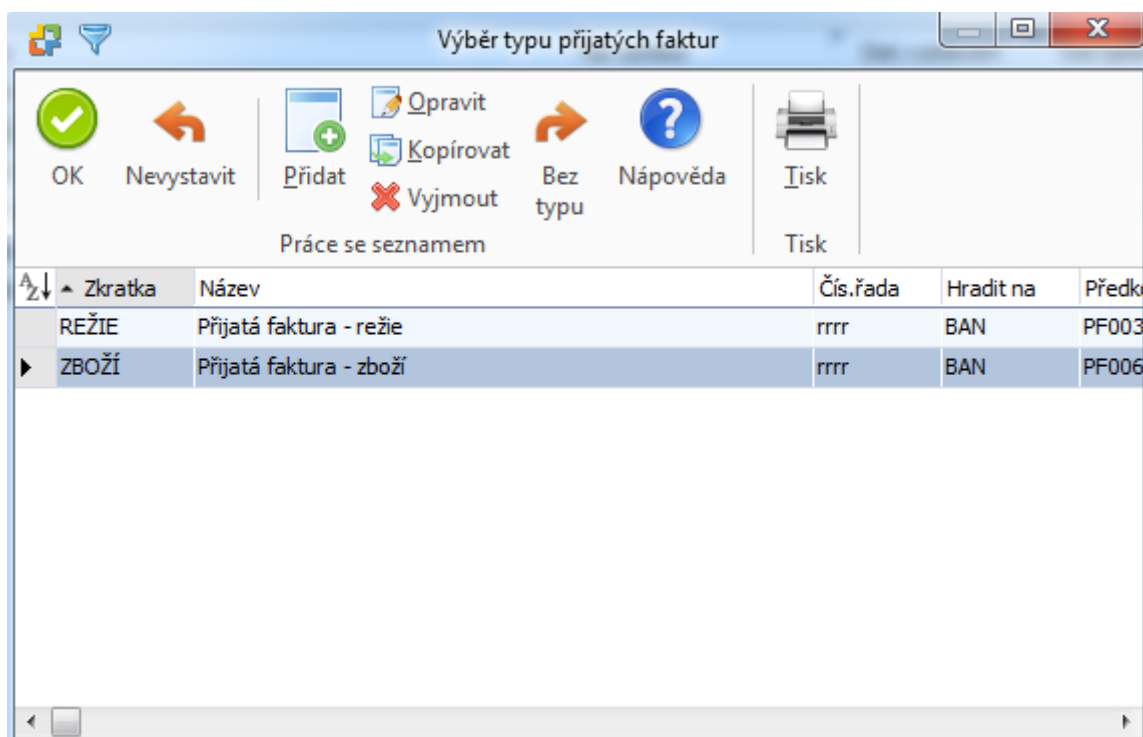 Výběr typu přijatých faktur
OK
Nevystavit
Přidat
Opravit
Kopírovat
Vyjmout
Bez
typu
Nápověda
Tisk
Práce se seznamem
Tisk
Zkratka Název Čís.řada Hradit na
REŽIE Přijatá faktura - režie rrrr BAN PF003
ZBOŽÍ Přijatá faktura - zboží rrrr BAN PF006